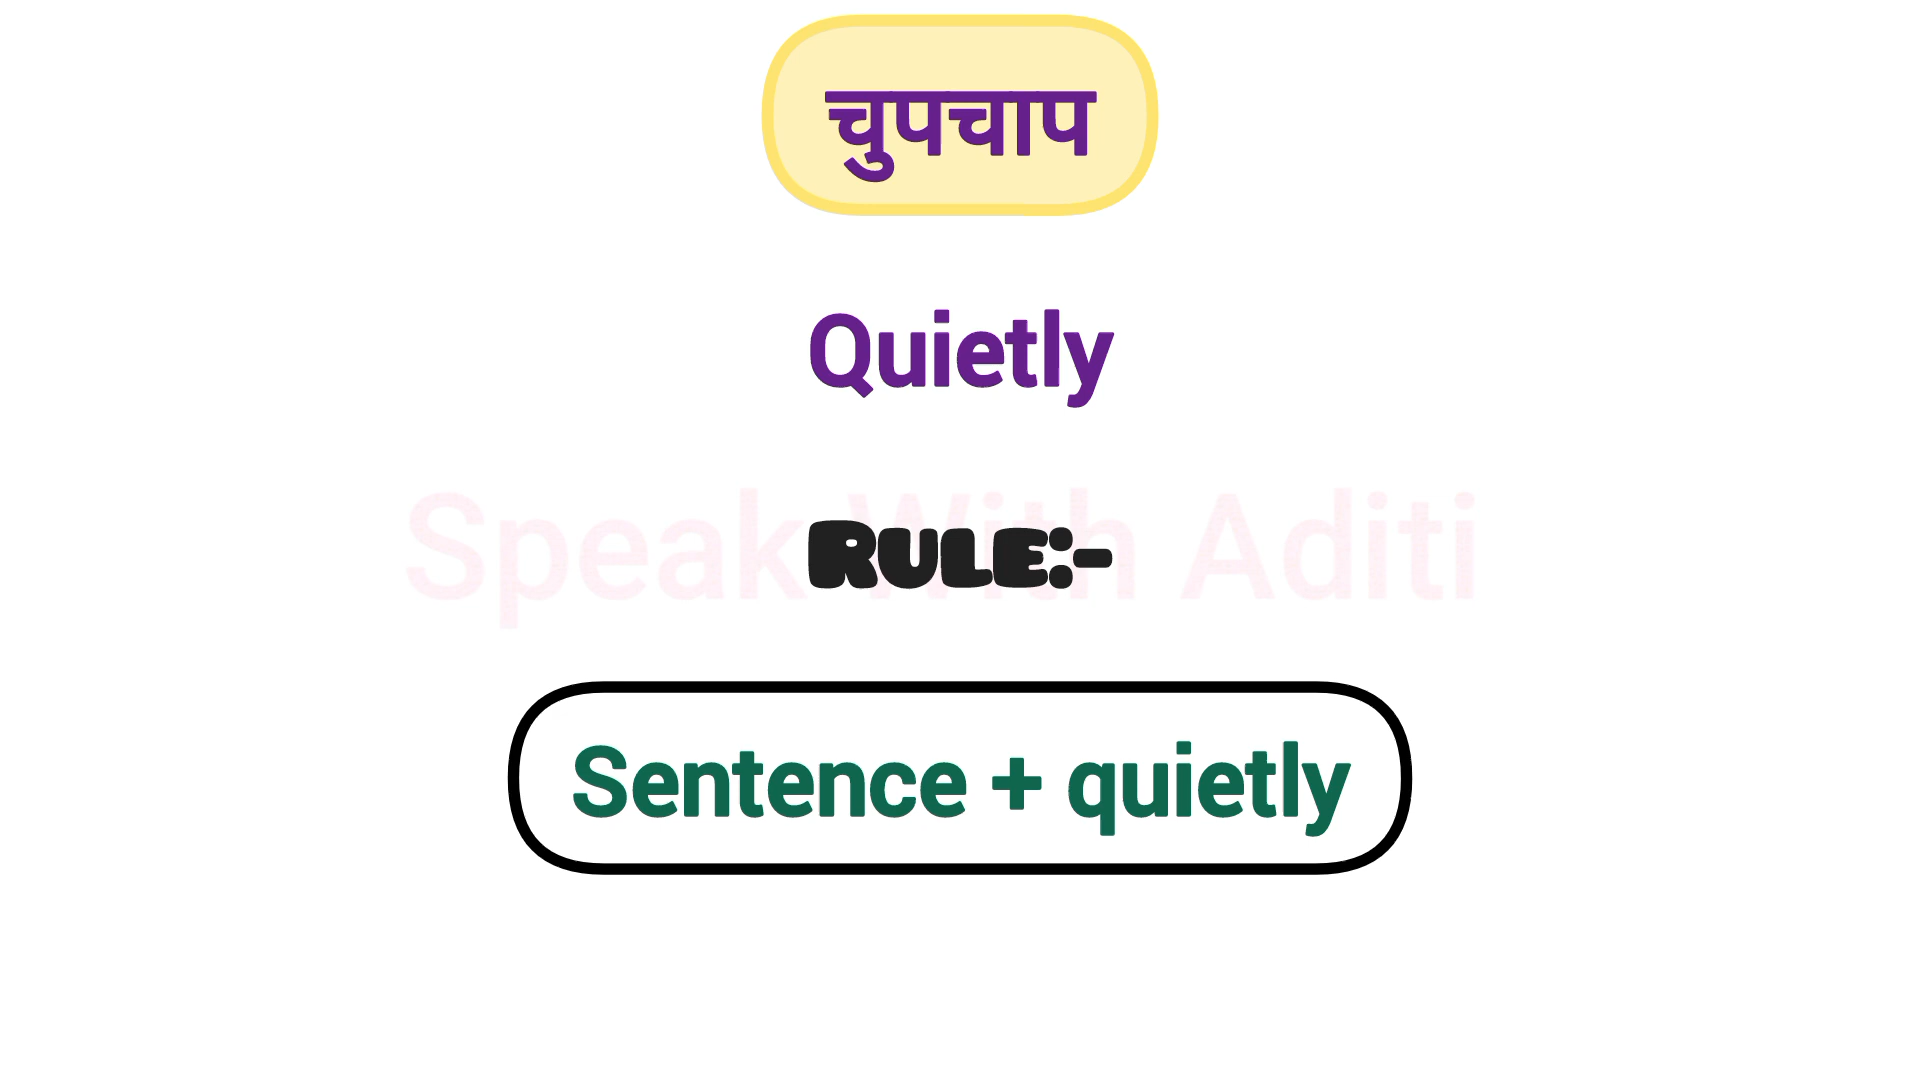 चुपचाप
Quietly
Speak With Aditi
RULE:-
Sentence + quietly